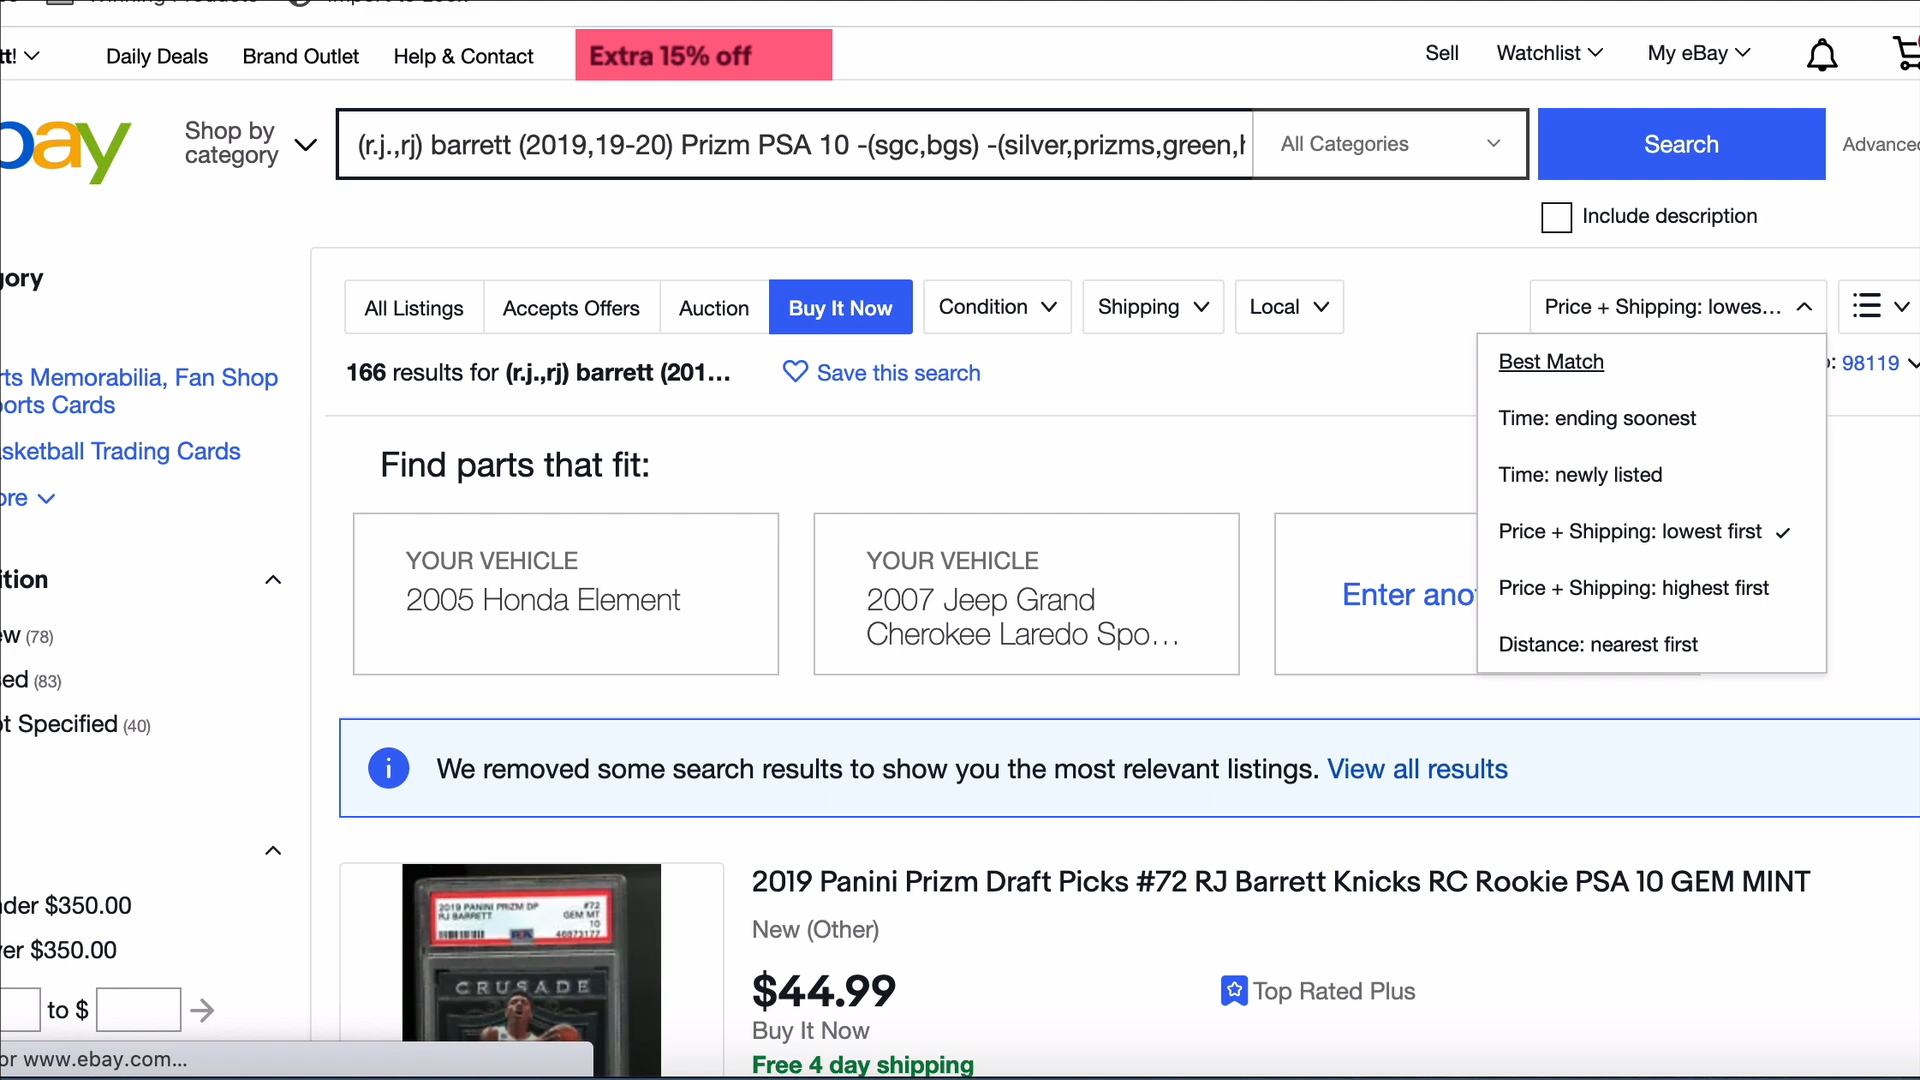 Daily Deals
Brand Outlet
Help & Contact
Extra 15% off
Sell
Watchlist
My eBay
Shop by
category
(r.j.,rj) barrett (2019,19-20) Prizm PSA 10 -(sgc,bgs) -(silver,prizms,green,
All Categories
Search
Include description
All Listings
Accepts Offers
Auction
Buy It Now
Condition
Shipping
Local
Price + Shipping: lowes...
166 results for (r.j.,rj) barrett (201...
Save this search
98119
Best Match
Time: ending soonest
Time: newly listed
Price + Shipping: lowest first
Price + Shipping: highest first
Distance: nearest first
Memorabilia, Fan Shop
Cards
Trading Cards
(78)
(83)
Specified (40)
$350.00
$350.00
to $
Find parts that fit:
YOUR VEHICLE
2005 Honda Element
YOUR VEHICLE
2007 Jeep Grand
Cherokee Laredo Spo...
Enter
We removed some search results to show you the most relevant listings. View all results
2019 PANINI PRIZM DP #72
RJ BARRETT GEM MT
10
PSA 46873177
CRUSADE
2019 Panini Prizm Draft Picks #72 RJ Barrett Knicks RC Rookie PSA 10 GEM MINT
New (Other)
$44.99
Top Rated Plus
Buy It Now
Free 4 day shipping
www.ebay.com...